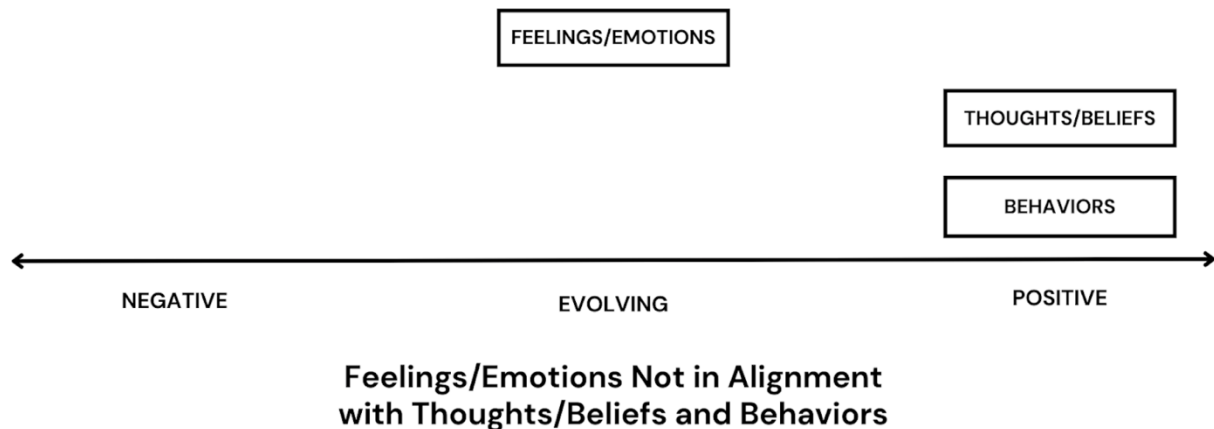 FEELINGS/EMOTIONS
THOUGHTS/BELIEFS
BEHAVIORS
NEGATIVE
EVOLVING
POSITIVE
Feelings/Emotions Not in Alignment
with Thoughts/Beliefs and Behaviors